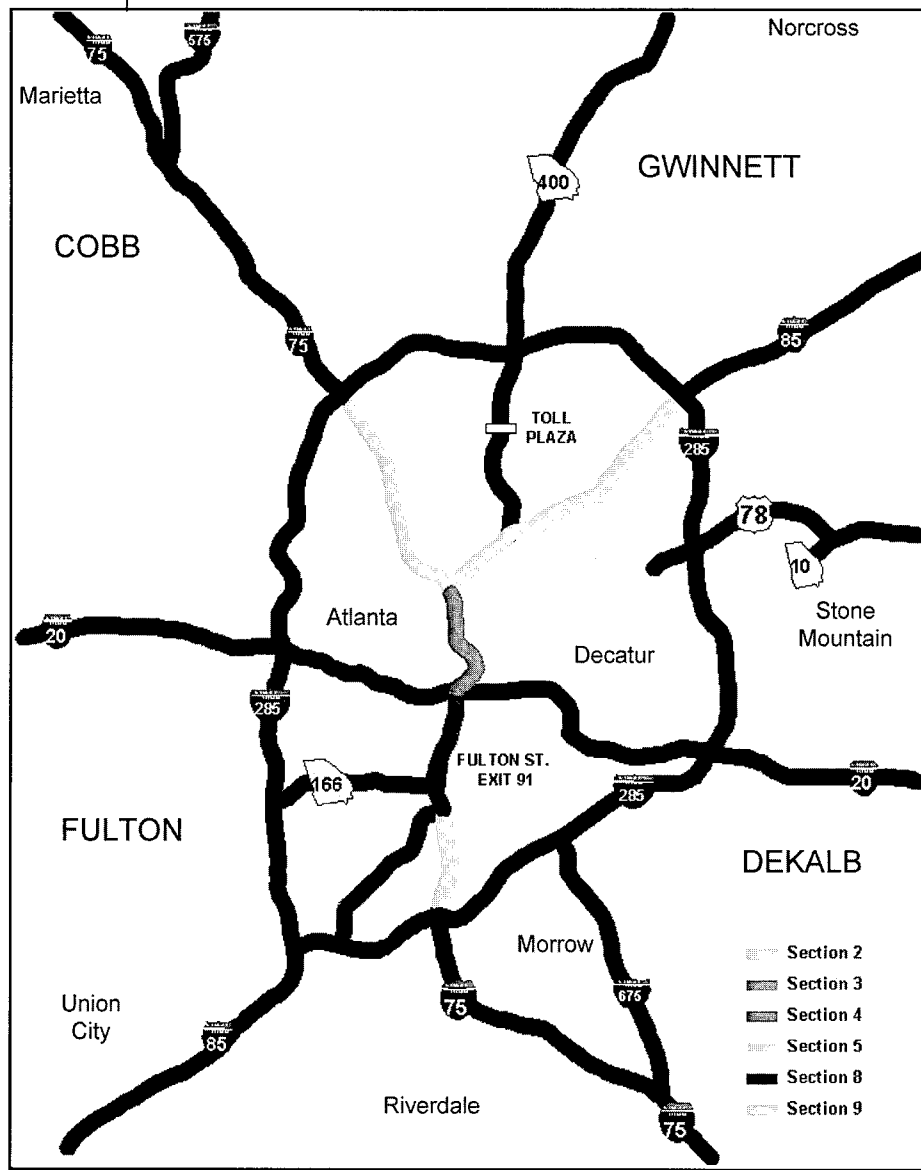 Norcross
575
75
Marietta
400
GWINNETT
COBB
75
85
TOLL
PLAZA
285
78
10
Atlanta
Stone
Mountain
20
Decatur
285
FULTON ST.
EXIT 91
166
285
20
FULTON
DEKALB
Morrow
Section 2
75
675
Section 3
Union
City
Section 4
85
Section 5
Section 8
Riverdale
Section 9
75